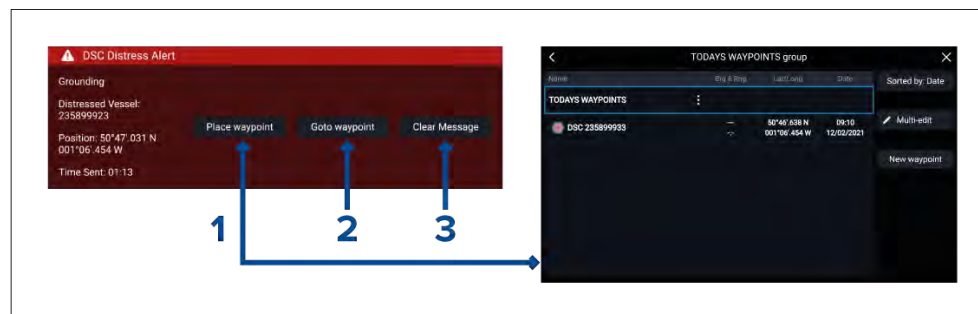 DSC Distress Alert
Grounding
Distressed Vessel:
235899923
Position: 50°47'.031 N
001°06'.454 W
Time Sent: 01:13
Place waypoint
Goto waypoint
Clear Message
1
2
3
TODAYS WAYPOINTS group
Name Brg & Rng Lat/Long Date
TODAYS WAYPOINTS
DSC 235899933 --- 50°46'.638 N 09:10
-.- 001°06'.454 W 12/02/2021
Sorted by: Date
Multi-edit
New waypoint